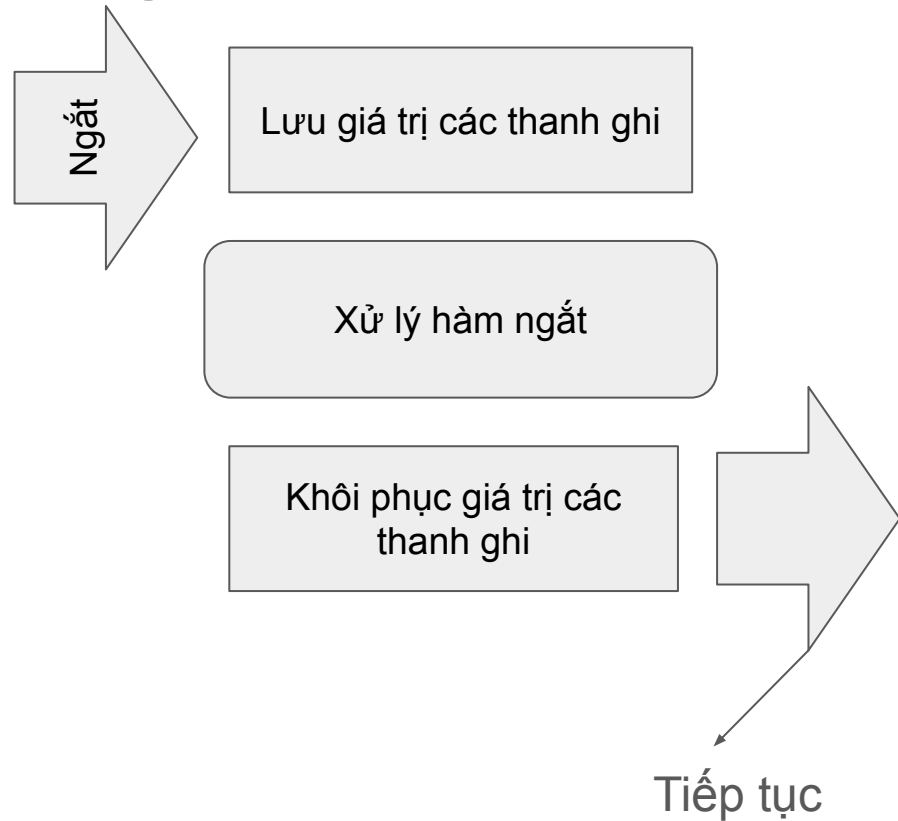 Ngắt
Lưu giá trị các thanh ghi
Xử lý hàm ngắt
Khôi phục giá trị các
thanh ghi
Tiếp tục